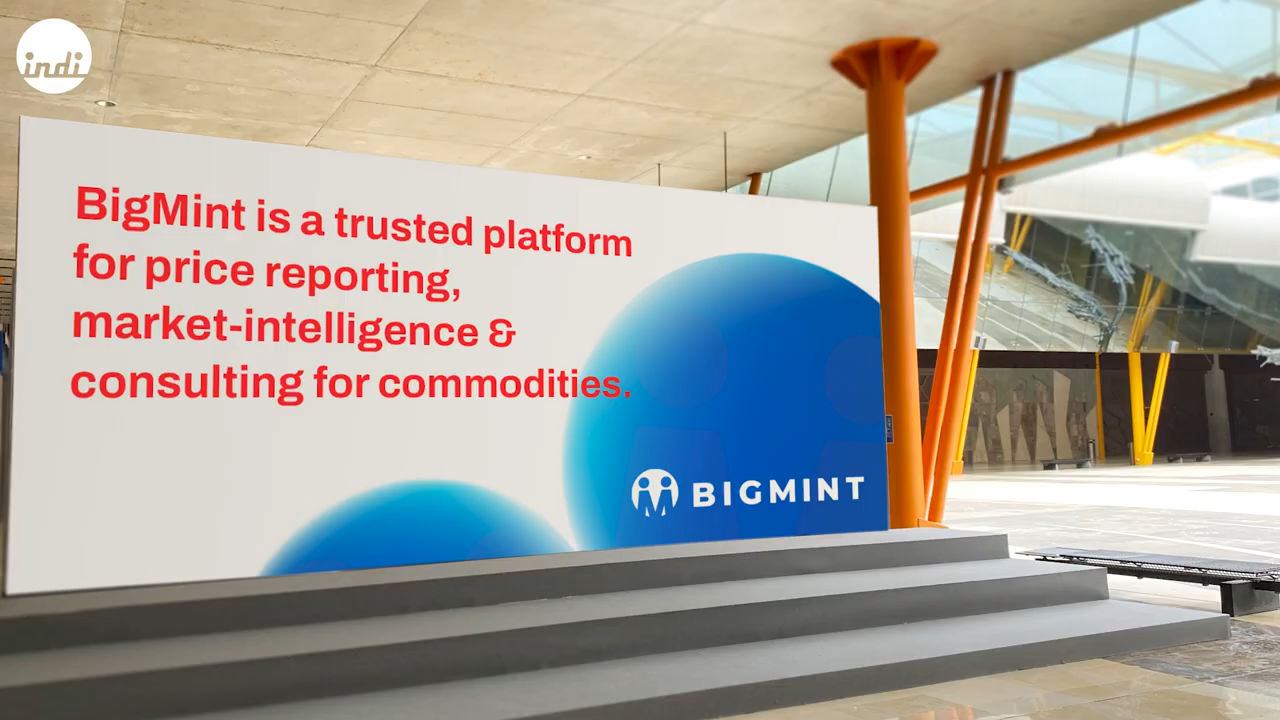 indi
BigMint is a trusted platform
for price reporting,
market-intelligence &
consulting for commodities.
BIGMINT